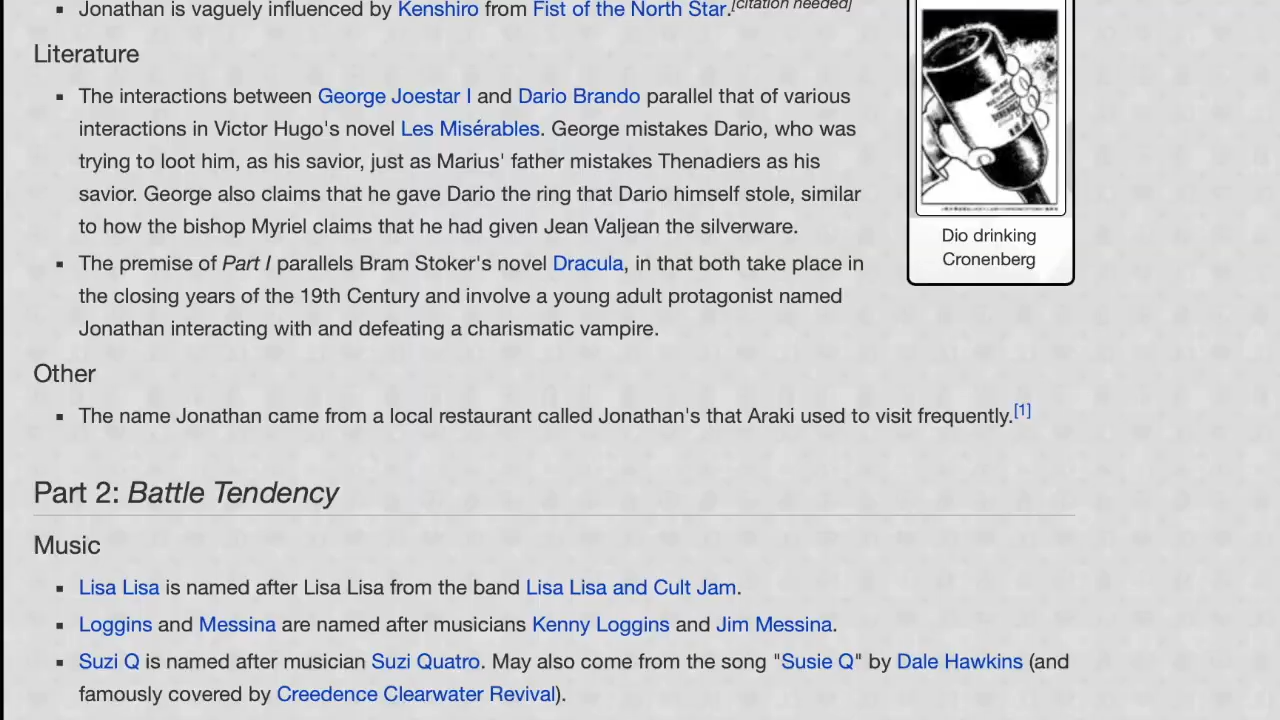 Jonathan is vaguely influenced by Kenshiro from Fist of the North Star.[citation needed]
Literature
▪ The interactions between George Joestar I and Dario Brando parallel that of various
interactions in Victor Hugo's novel Les Misérables. George mistakes Dario, who was
trying to loot him, as his savior, just as Marius' father mistakes Thenadiers as his
savior. George also claims that he gave Dario the ring that Dario himself stole, similar
to how the bishop Myriel claims that he had given Jean Valjean the silverware.
▪ The premise of Part I parallels Bram Stoker's novel Dracula, in that both take place in
the closing years of the 19th Century and involve a young adult protagonist named
Jonathan interacting with and defeating a charismatic vampire.
Dio drinking
Cronenberg
Other
▪ The name Jonathan came from a local restaurant called Jonathan's that Araki used to visit frequently.[1]
Part 2: Battle Tendency
Music
▪ Lisa Lisa is named after Lisa Lisa from the band Lisa Lisa and Cult Jam.
▪ Loggins and Messina are named after musicians Kenny Loggins and Jim Messina.
▪ Suzi Q is named after musician Suzi Quatro. May also come from the song "Susie Q" by Dale Hawkins (and
famously covered by Creedence Clearwater Revival).